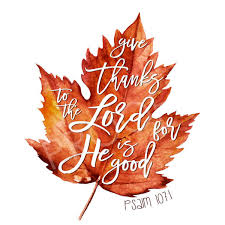 give
thanks
to the Lord for
He is
good
Psalm 107:1